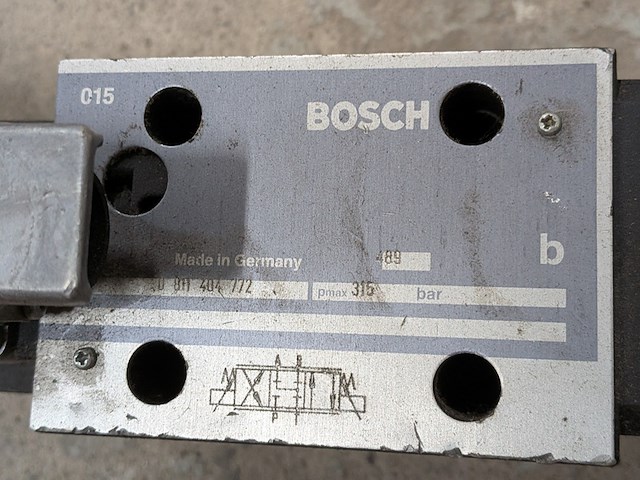 015
BOSCH
b
489
Made in Germany
0 811 404 772
pmax 315 bar
A B
P T